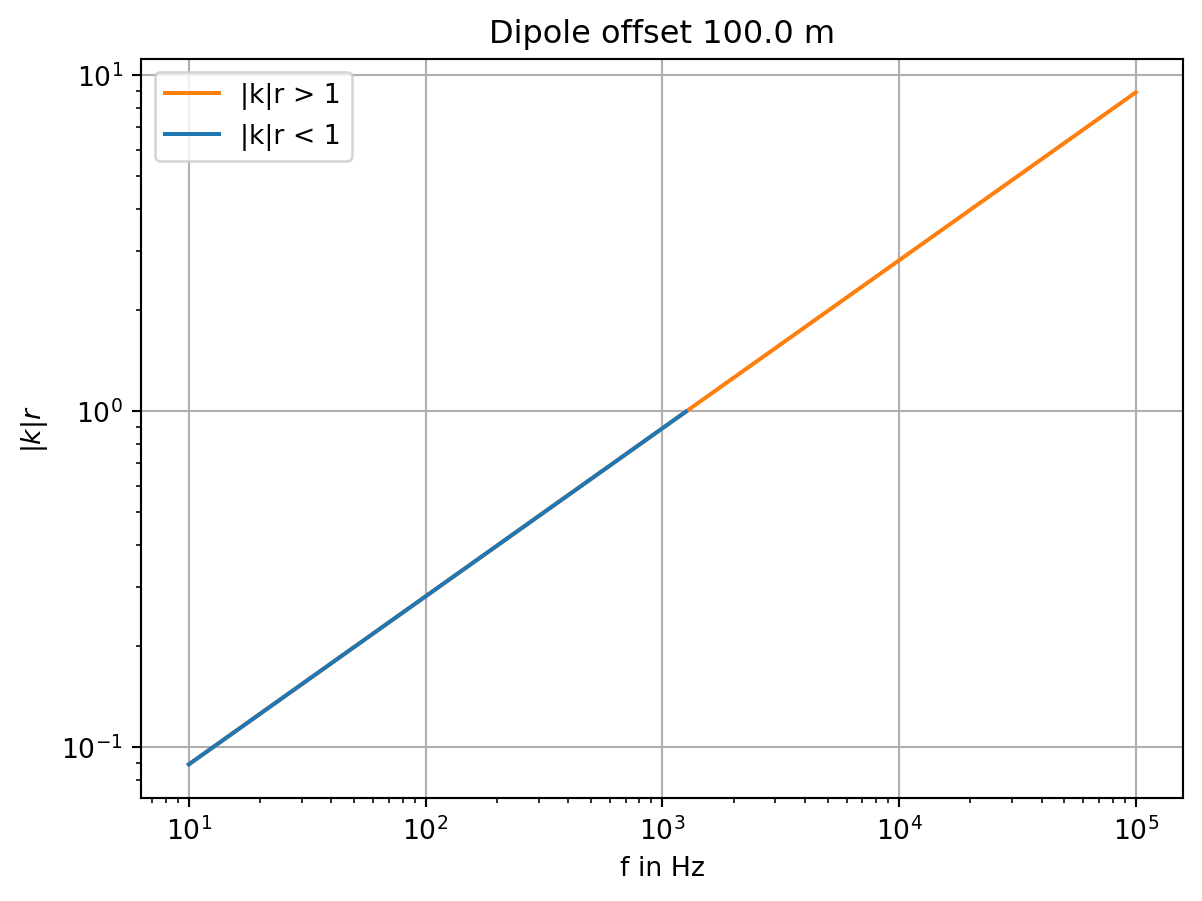 Dipole offset 100.0 m
|k|r > 1
|k|r < 1
10¹
10⁰
10⁻¹
|k|r
10¹ 10² 10³ 10⁴ 10⁵
f in Hz